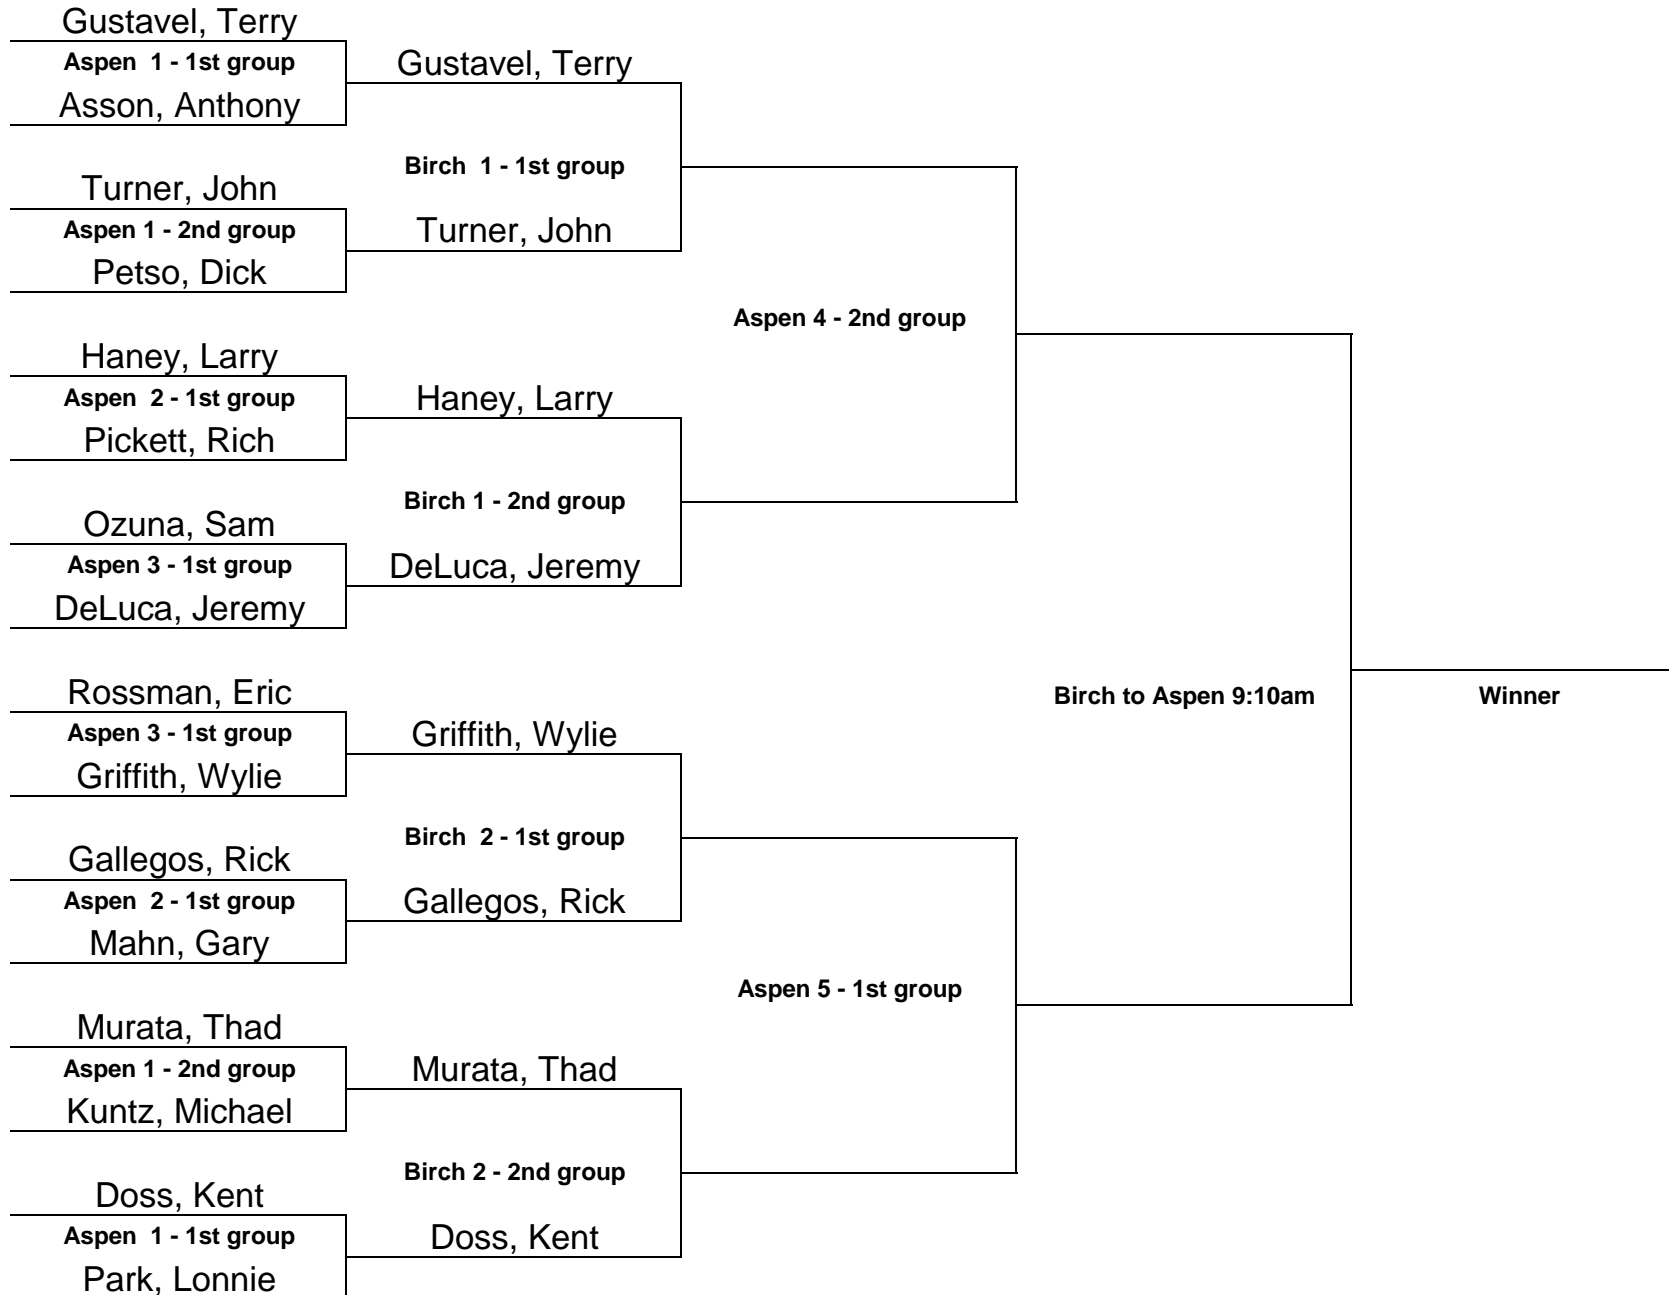 Gustavel, Terry
Aspen  1 - 1st group
Asson, Anthony
Turner, John
Aspen 1 - 2nd group
Petso, Dick
Haney, Larry
Aspen  2 - 1st group
Pickett, Rich
Ozuna, Sam
Aspen 3 - 1st group
DeLuca, Jeremy
Rossman, Eric
Aspen 3 - 1st group
Griffith, Wylie
Gallegos, Rick
Aspen  2 - 1st group
Mahn, Gary
Murata, Thad
Aspen 1 - 2nd group
Kuntz, Michael
Doss, Kent
Aspen  1 - 1st group
Park, Lonnie
Gustavel, Terry
Birch  1 - 1st group
Turner, John
Haney, Larry
Birch 1 - 2nd group
DeLuca, Jeremy
Griffith, Wylie
Birch  2 - 1st group
Gallegos, Rick
Murata, Thad
Birch 2 - 2nd group
Doss, Kent
Aspen 4 - 2nd group
Aspen 5 - 1st group
Birch to Aspen 9:10am
Winner